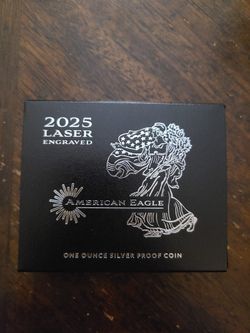 2025
LASER
ENGRAVED
AMERICAN EAGLE
ONE OUNCE SILVER PROOF COIN